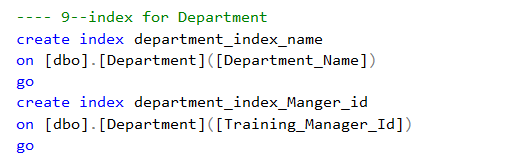 ---- 9--index for Department
create index department_index_name
on [dbo].[Department]([Department_Name])
go
create index department_index_Manger_id
on [dbo].[Department]([Training_Manager_Id])
go